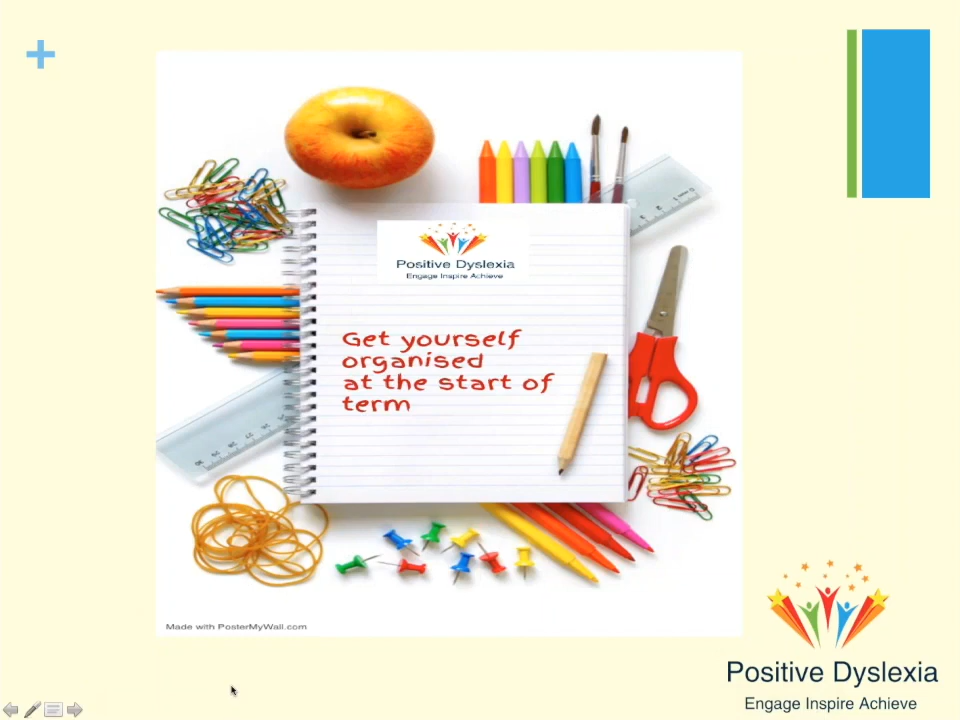 +
Positive Dyslexia
Engage Inspire Achieve
Get yourself
organised
at the start of
term
Made with PosterMyWall.com
Positive Dyslexia
Engage Inspire Achieve